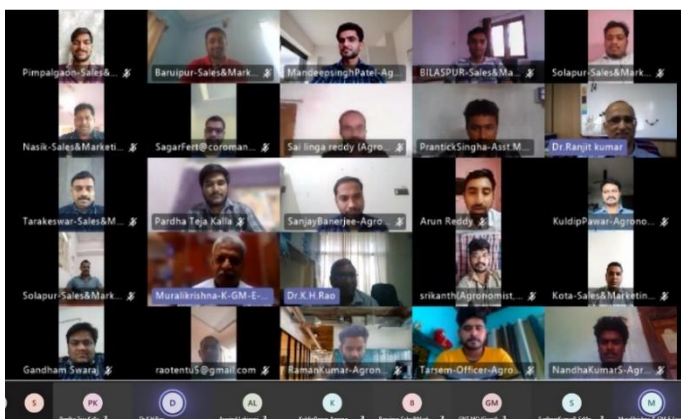 Pimpalgaon-Sales&...
Baruipur-Sales&Mark...
MandeepsinghPatel-Ag...
BILASPUR-Sales&Ma...
Solapur-Sales&Mark...
Nasik-Sales&Marketi...
SagarFert@coroman...
Sai linga reddy (Agro...
PrantickSingha-Asst.M...
Dr.Ranjit kumar
Tarakeswar-Sales&M...
Pardha Teja Kalla
SanjayBanerjee-Agro...
Arun Reddy
KuldipPawar-Agrono...
Solapur-Sales&Mark...
Muralikrishna-K-GM-E-...
Dr.K.H.Rao
srikanth(Agronomist,...
Kota-Sales&Marketin...
Gandham Swaraj
raotentu5@gmail.com
RamanKumar-Agron...
Tarsem-Officer-Agro...
NandhaKumarS-Agr...
S
PK
D
AL
K
B
GM
S
M